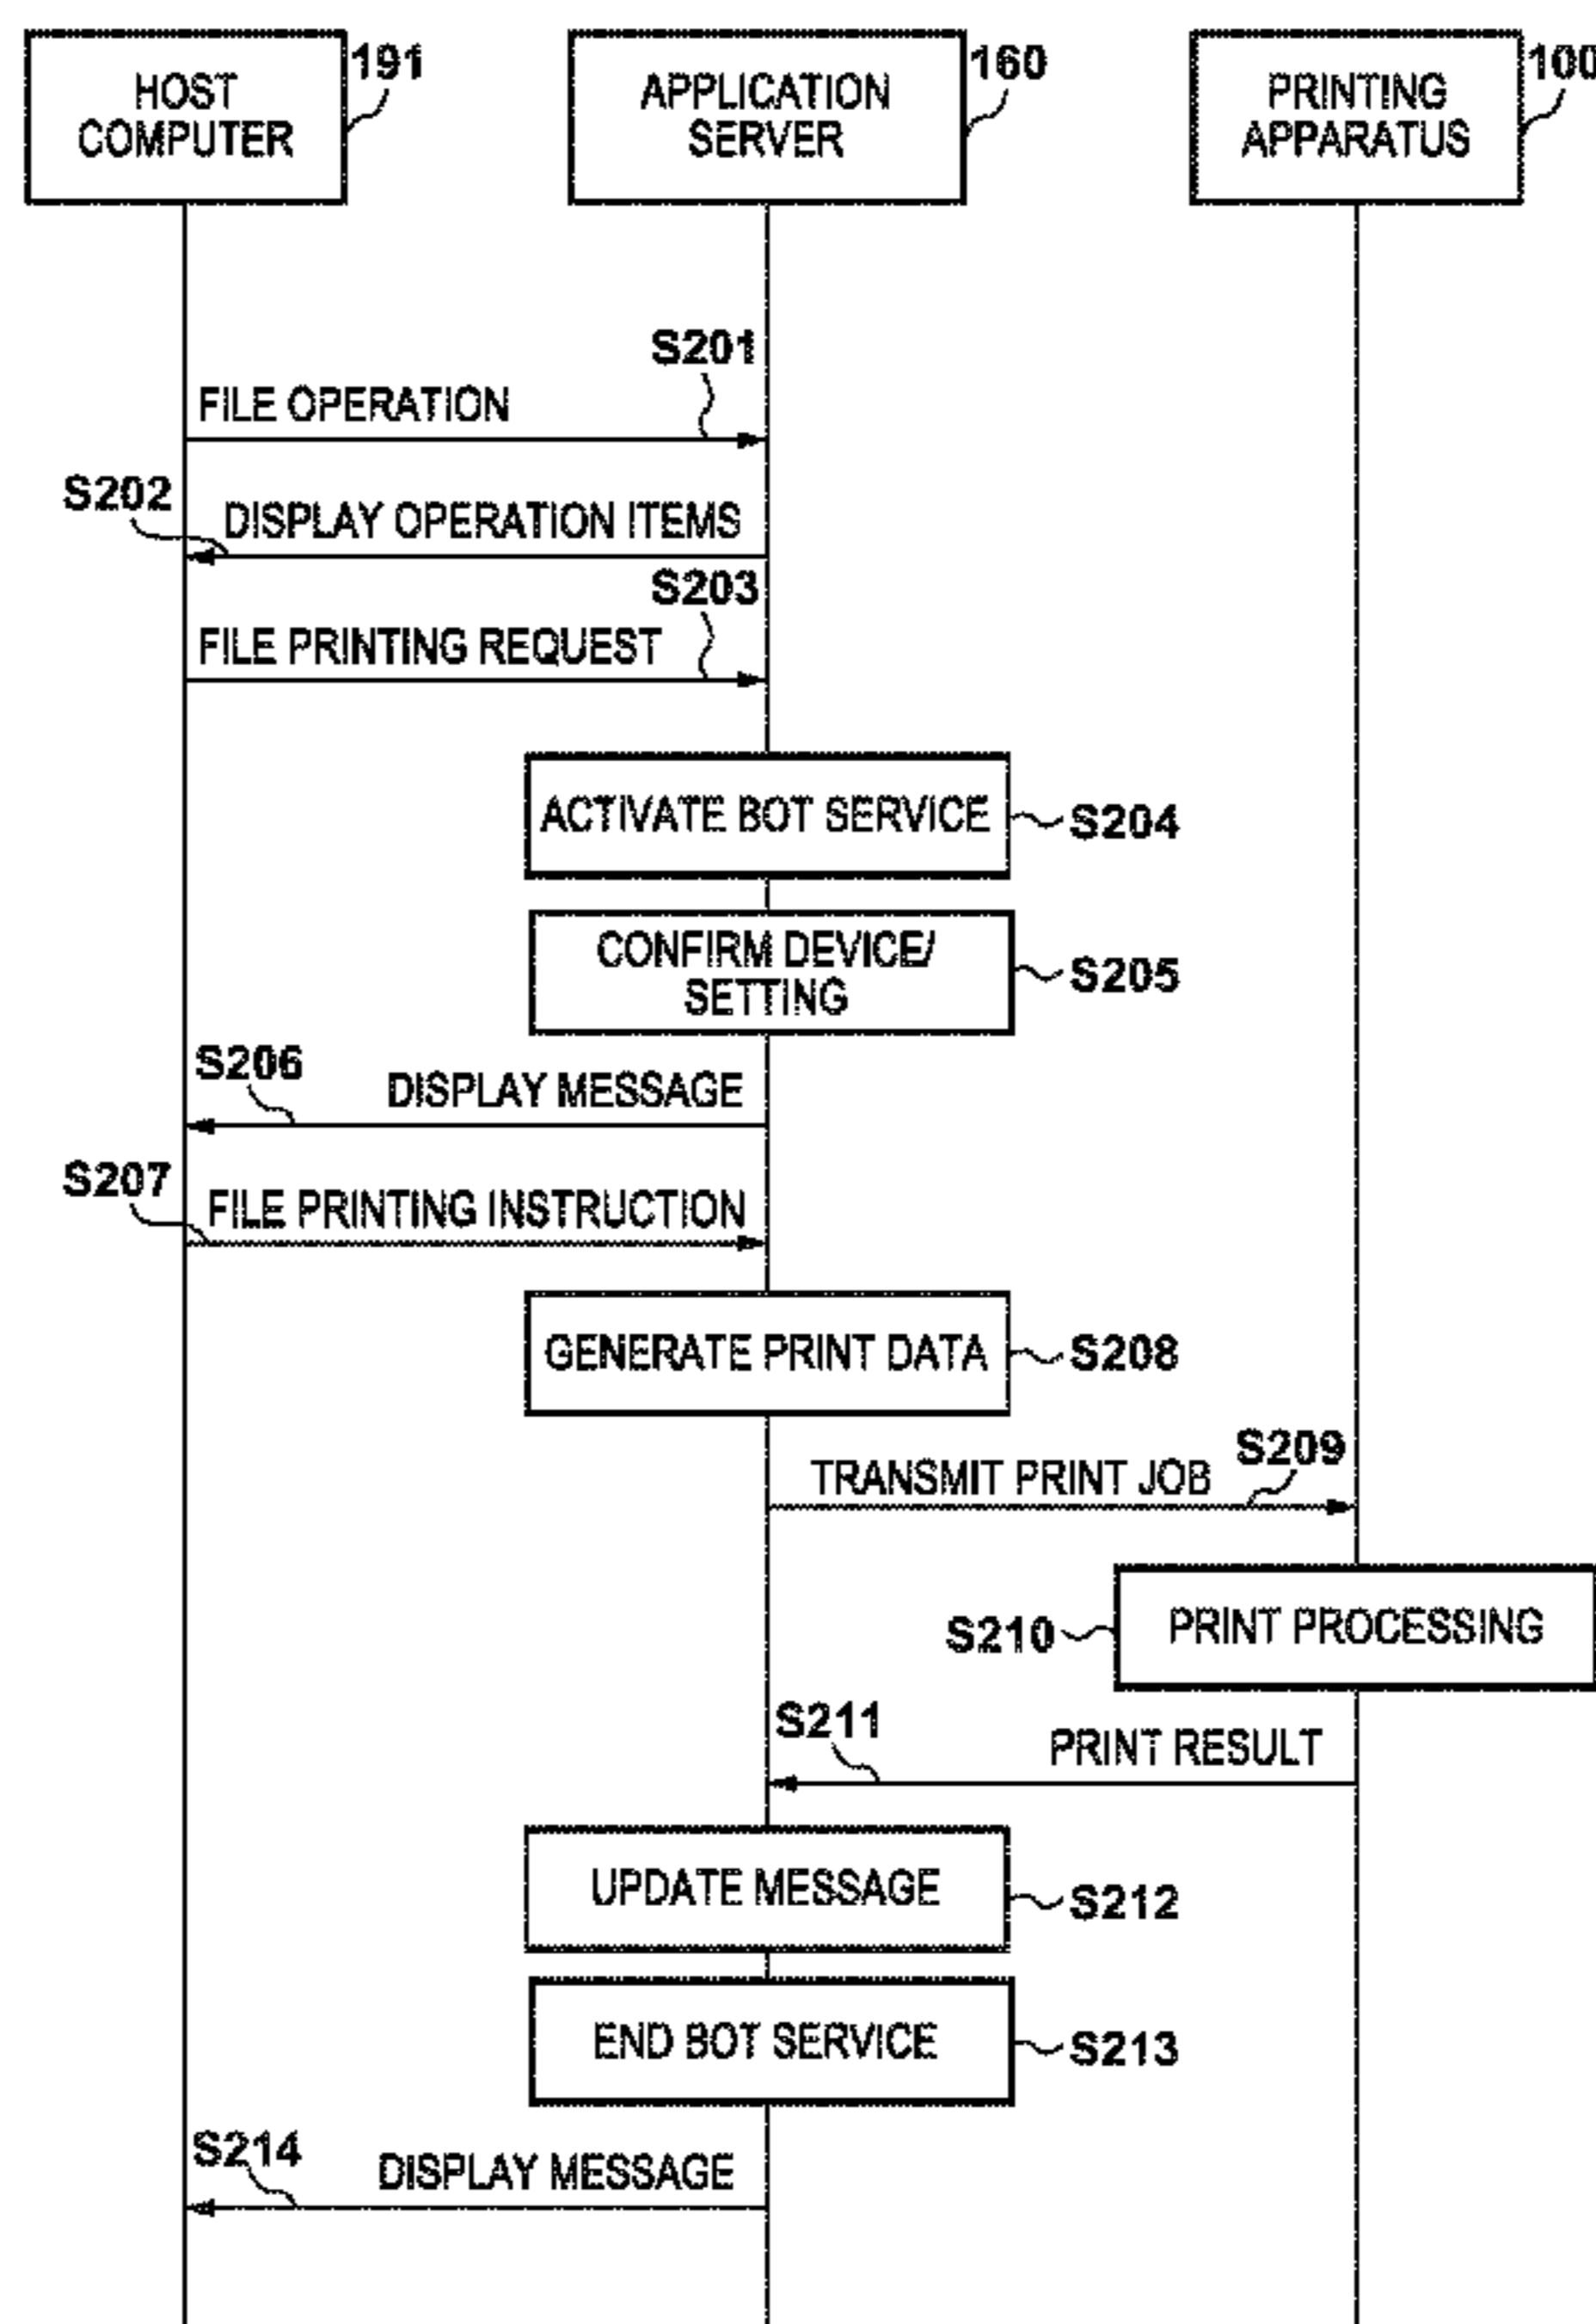 HOST
COMPUTER
191
APPLICATION
SERVER
160
PRINTING
APPARATUS
100
S201
FILE OPERATION
S202
DISPLAY OPERATION ITEMS
S203
FILE PRINTING REQUEST
ACTIVATE BOT SERVICE
S204
CONFIRM DEVICE/
SETTING
S205
S206
DISPLAY MESSAGE
S207
FILE PRINTING INSTRUCTION
GENERATE PRINT DATA
S208
S209
TRANSMIT PRINT JOB
S210
PRINT PROCESSING
S211
PRINT RESULT
UPDATE MESSAGE
S212
END BOT SERVICE
S213
S214
DISPLAY MESSAGE